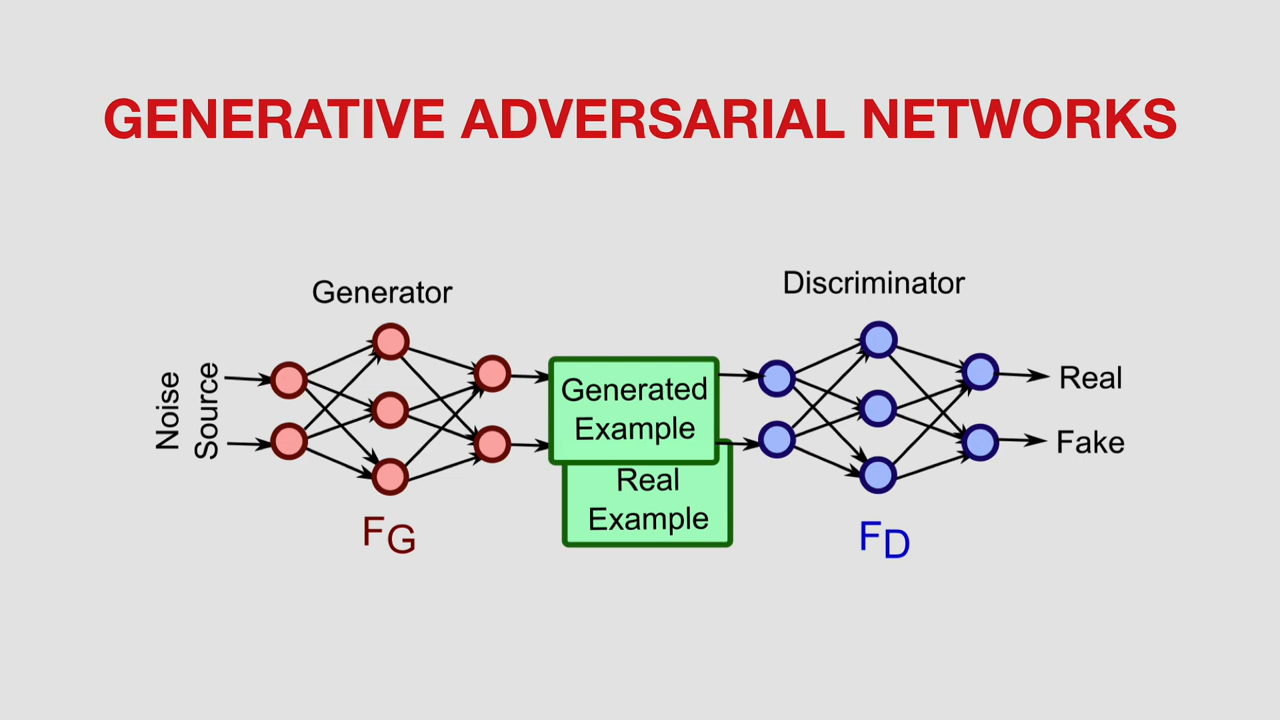 GENERATIVE ADVERSARIAL NETWORKS
Generator
Discriminator
Noise
Source
Generated
Example
Real
Example
Real
Fake
FG
FD